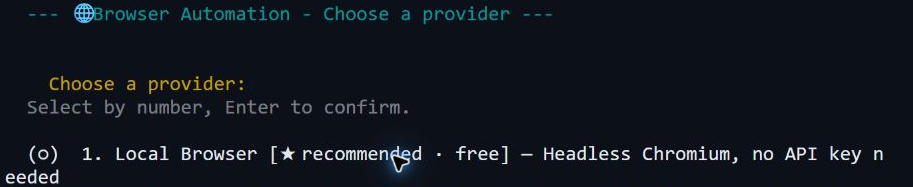 --- 🌐Browser Automation - Choose a provider ---
Choose a provider:
Select by number, Enter to confirm.
(○) 1. Local Browser [★ recommended · free] — Headless Chromium, no API key n
eeded